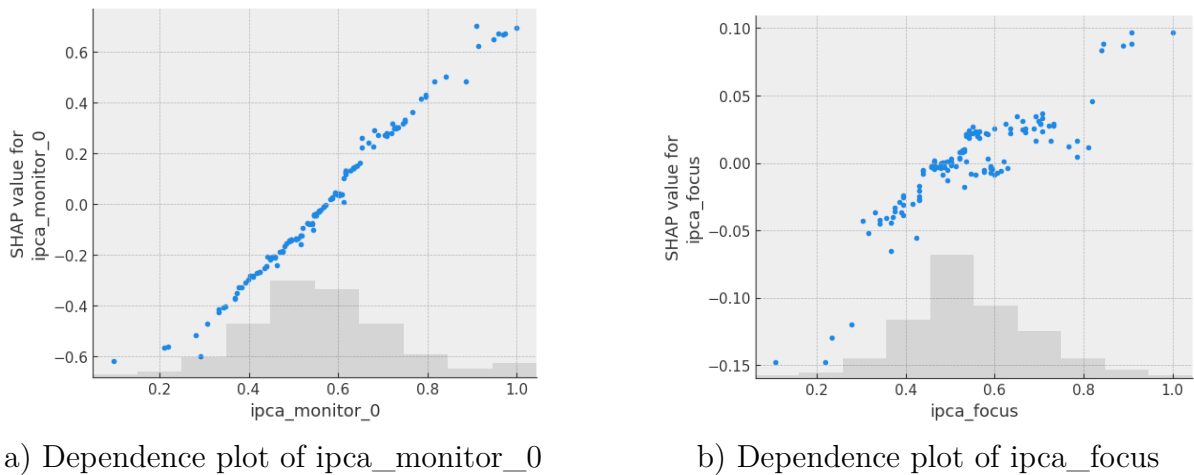 0.6
0.4
0.2
0.0
−0.2
−0.4
−0.6
SHAP value for
ipca_monitor_0
0.2 0.4 0.6 0.8 1.0
ipca_monitor_0
a) Dependence plot of ipca_monitor_0
0.10
0.05
0.00
−0.05
−0.10
−0.15
SHAP value for
ipca_focus
0.2 0.4 0.6 0.8 1.0
ipca_focus
b) Dependence plot of ipca_focus